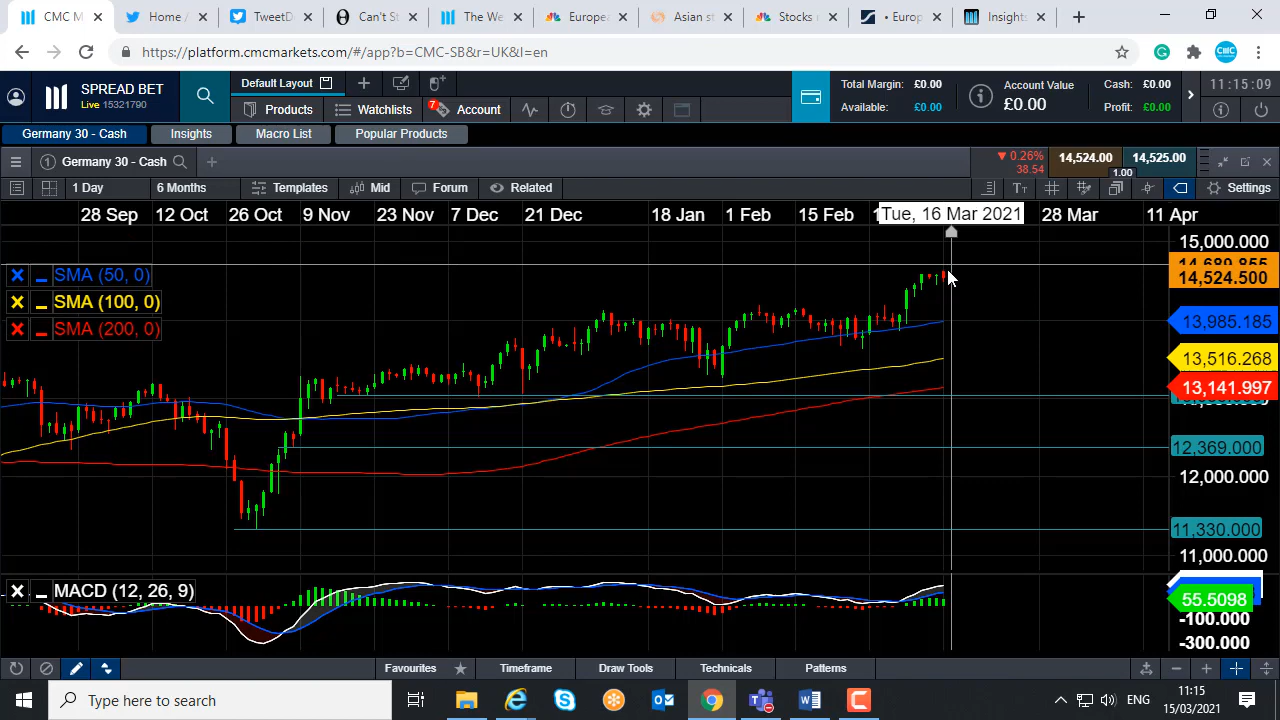 CMC M
Home /
TweetD
Can't St
The We
Europea
Asian st
Stocks r
• Europ
Insights
https://platform.cmcmarkets.com/#/app?b=CMC-SB&r=UK&l=en
SPREAD BET
Live 15321790
Default Layout
Products
Watchlists
7
Account
Total Margin: £0.00
Available: £0.00
Account Value
£0.00
Cash: £0.00
Profit: £0.00
11:15:09
Germany 30 - Cash
Insights
Macro List
Popular Products
1 Germany 30 - Cash
▼ 0.26%
38.54
14,524.00
14,525.00
1.00
1 Day
6 Months
Templates
Mid
Forum
Related
Settings
28 Sep
12 Oct
26 Oct
9 Nov
23 Nov
7 Dec
21 Dec
18 Jan
1 Feb
15 Feb
Tue, 16 Mar 2021
28 Mar
11 Apr
15,000.000
SMA (50, 0)
14,689.855
14,524.500
SMA (100, 0)
SMA (200, 0)
13,985.185
13,516.268
13,141.997
12,369.000
12,000.000
11,330.000
11,000.000
MACD (12, 26, 9)
55.5098
-100.000
-300.000
Favourites
Timeframe
Draw Tools
Technicals
Patterns
Type here to search
ENG
11:15
15/03/2021